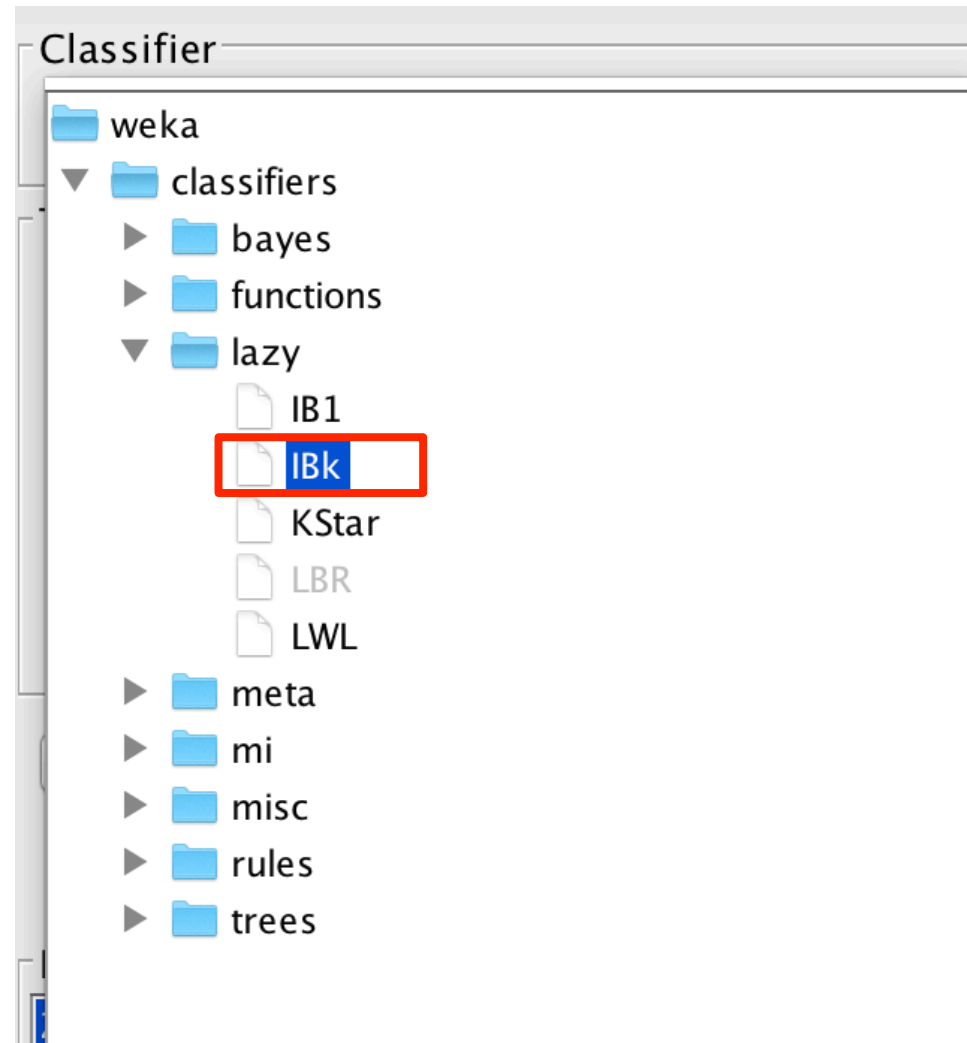 Classifier
weka
classifiers
bayes
functions
lazy
IB1
IBk
KStar
LBR
LWL
meta
mi
misc
rules
trees